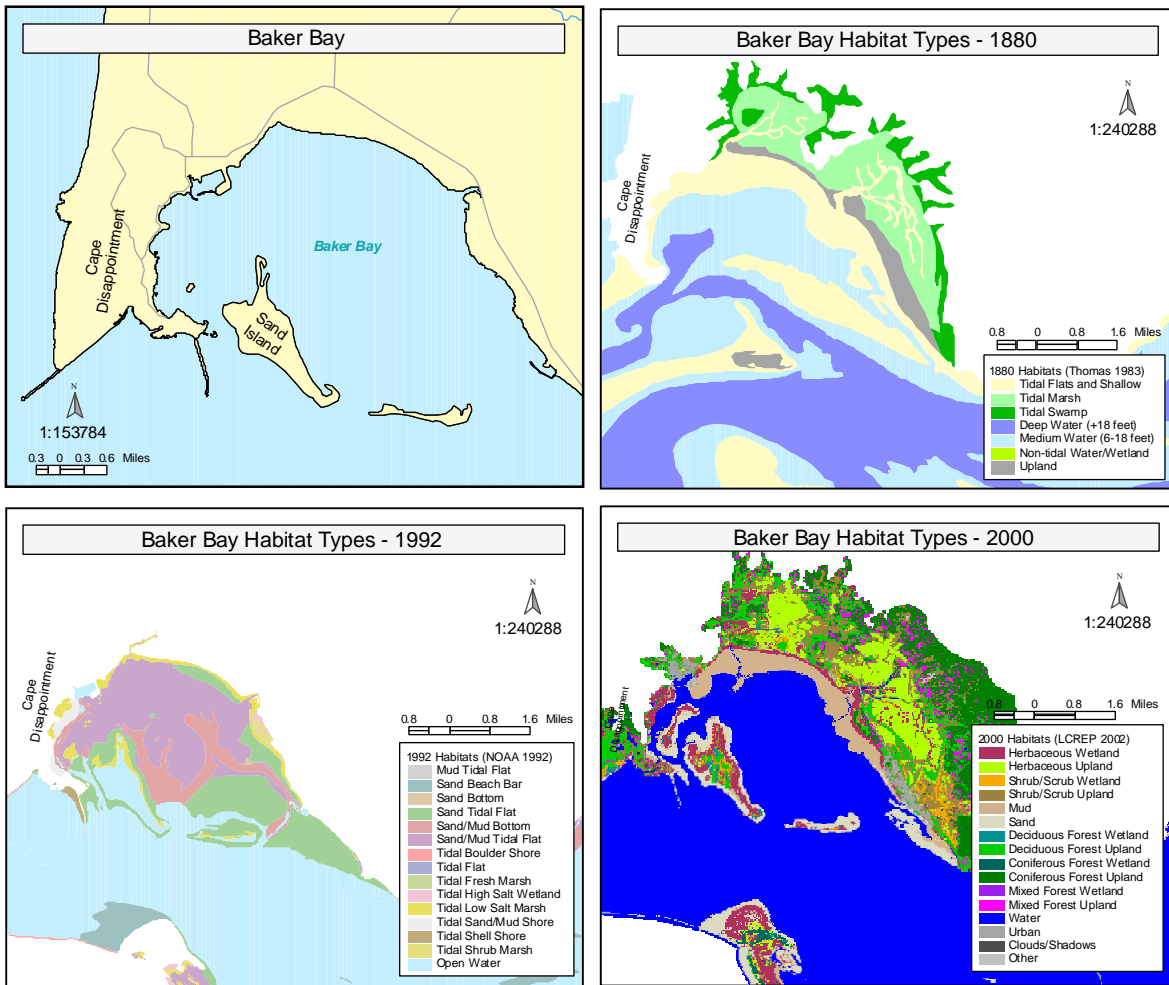 Baker Bay
Cape
Disappointment
Baker Bay
Sand
Island
N
1:153784
0.3 0 0.3 0.6 Miles
Baker Bay Habitat Types - 1880
N
1:240288
Cape
Disappointment
0.8 0 0.8 1.6 Miles
1880 Habitats (Thomas 1983)
Tidal Flats and Shallow
Tidal Marsh
Tidal Swamp
Deep Water (+18 feet)
Medium Water (6-18 feet)
Non-tidal Water/Wetland
Upland
Baker Bay Habitat Types - 1992
N
1:240288
Cape
Disappointment
0.8 0 0.8 1.6 Miles
1992 Habitats (NOAA 1992)
Mud Tidal Flat
Sand Beach Bar
Sand Bottom
Sand Tidal Flat
Sand/Mud Bottom
Sand/Mud Tidal Flat
Tidal Boulder Shore
Tidal Flat
Tidal Fresh Marsh
Tidal High Salt Wetland
Tidal Low Salt Marsh
Tidal Sand/Mud Shore
Tidal Shell Shore
Tidal Shrub Marsh
Open Water
Baker Bay Habitat Types - 2000
N
1:240288
Cape
Disappointment
0.8 0 0.8 1.6 Miles
2000 Habitats (LCREP 2002)
Herbaceous Wetland
Herbaceous Upland
Shrub/Scrub Wetland
Shrub/Scrub Upland
Mud
Sand
Deciduous Forest Wetland
Deciduous Forest Upland
Coniferous Forest Wetland
Coniferous Forest Upland
Mixed Forest Wetland
Mixed Forest Upland
Water
Urban
Clouds/Shadows
Other